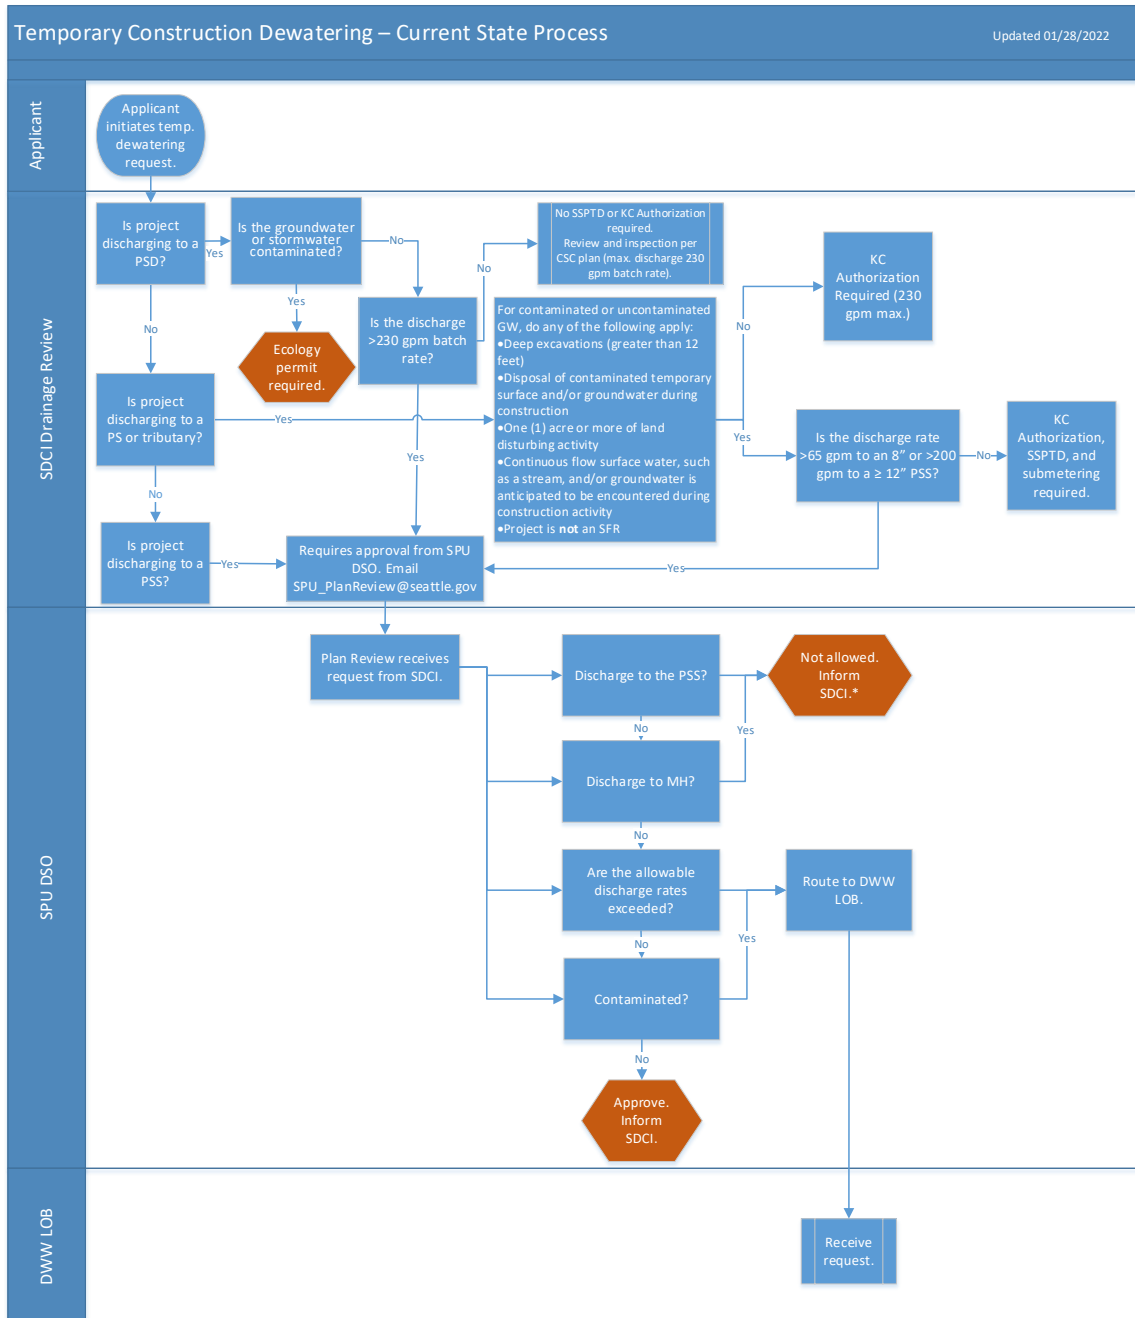 Temporary Construction Dewatering – Current State Process
Updated 01/28/2022
Applicant
Applicant
initiates temp.
dewatering
request.
SDCI Drainage Review
Is project
discharging to a
PSD?
Yes
Is the groundwater
or stormwater
contaminated?
No
No
No SSPTD or KC Authorization
required.
Review and inspection per
CSC plan (max. discharge 230
gpm batch rate).
KC
Authorization
Required (230
gpm max.)
Yes
No
Ecology
permit
required.
Is the discharge
>230 gpm batch
rate?
For contaminated or uncontaminated
GW, do any of the following apply:
•Deep excavations (greater than 12
feet)
•Disposal of contaminated temporary
surface and/or groundwater during
construction
•One (1) acre or more of land
disturbing activity
•Continuous flow surface water, such
as a stream, and/or groundwater is
anticipated to be encountered during
construction activity
•Project is not an SFR
No
Is project
discharging to a
PS or tributary?
Yes
Yes
Yes
Is the discharge rate
>65 gpm to an 8” or >200
gpm to a ≥ 12” PSS?
No
KC
Authorization,
SSPTD, and
submetering
required.
No
Is project
discharging to a
PSS?
Yes
Requires approval from SPU
DSO. Email
SPU_PlanReview@seattle.gov
Yes
SPU DSO
Plan Review receives
request from SDCI.
Discharge to the PSS?
Not allowed.
Inform
SDCI.*
No
Yes
Discharge to MH?
No
Are the allowable
discharge rates
exceeded?
Route to DWW
LOB.
No
Yes
Contaminated?
No
Approve.
Inform
SDCI.
DWW LOB
Receive
request.